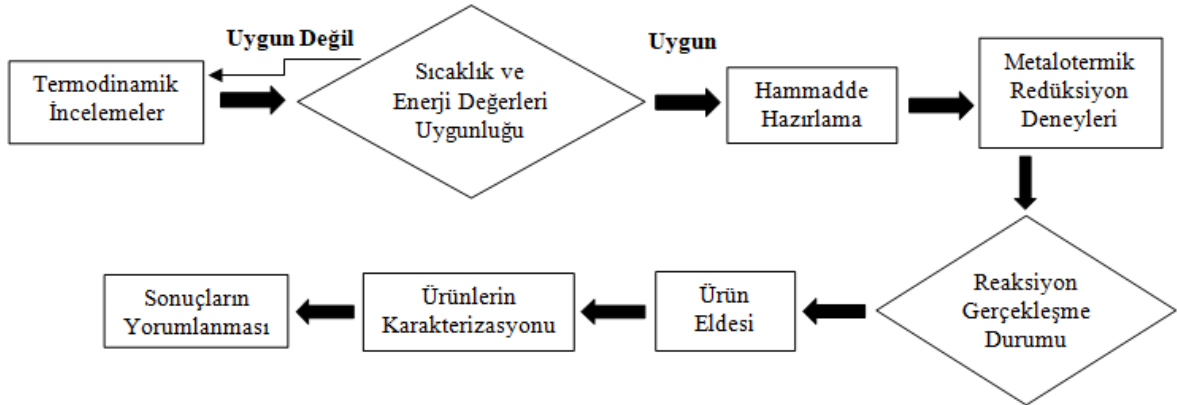 Uygun Değil
Termodinamik
İncelemeler
Sıcaklık ve
Enerji Değerleri
Uygunluğu
Uygun
Hammadde
Hazırlama
Metalotermik
Redüksiyon
Deneyleri
Reaksiyon
Gerçekleşme
Durumu
Ürün
Eldesi
Ürünlerin
Karakterizasyonu
Sonuçların
Yorumlanması